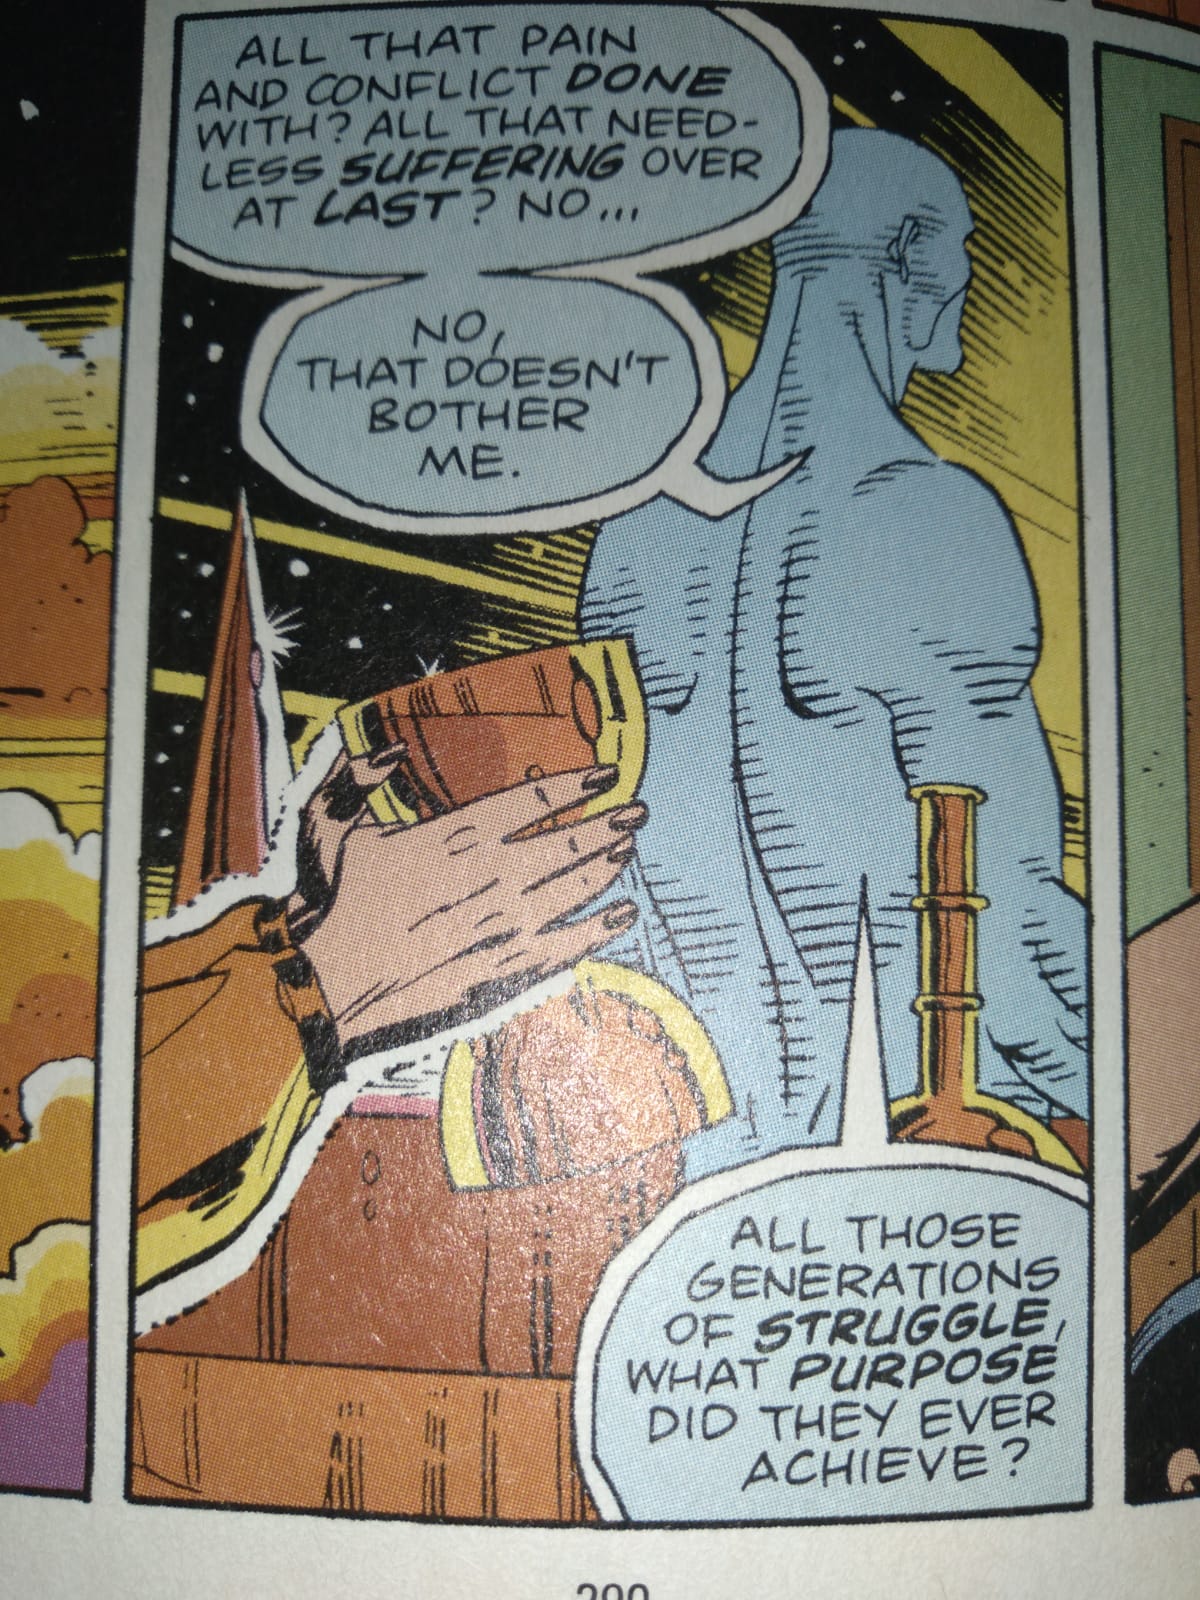 ALL THAT PAIN
AND CONFLICT DONE
WITH? ALL THAT NEED-
LESS SUFFERING OVER
AT LAST? NO...
NO,
THAT DOESN'T
BOTHER
ME.
ALL THOSE
GENERATIONS
OF STRUGGLE,
WHAT PURPOSE
DID THEY EVER
ACHIEVE?